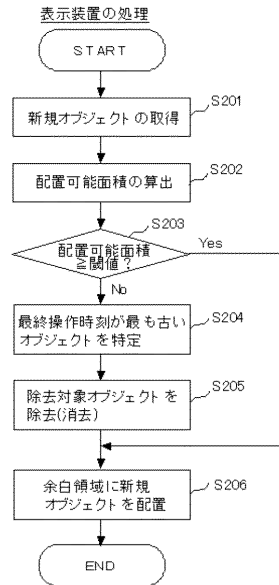 表示装置の処理
START
S201
新規オブジェクトの取得
S202
配置可能面積の算出
S203
配置可能面積
≧閾値?
Yes
No
S204
最終操作時刻が最も古い
オブジェクトを特定
S205
除去対象オブジェクトを
除去(消去)
S206
余白領域に新規
オブジェクトを配置
END